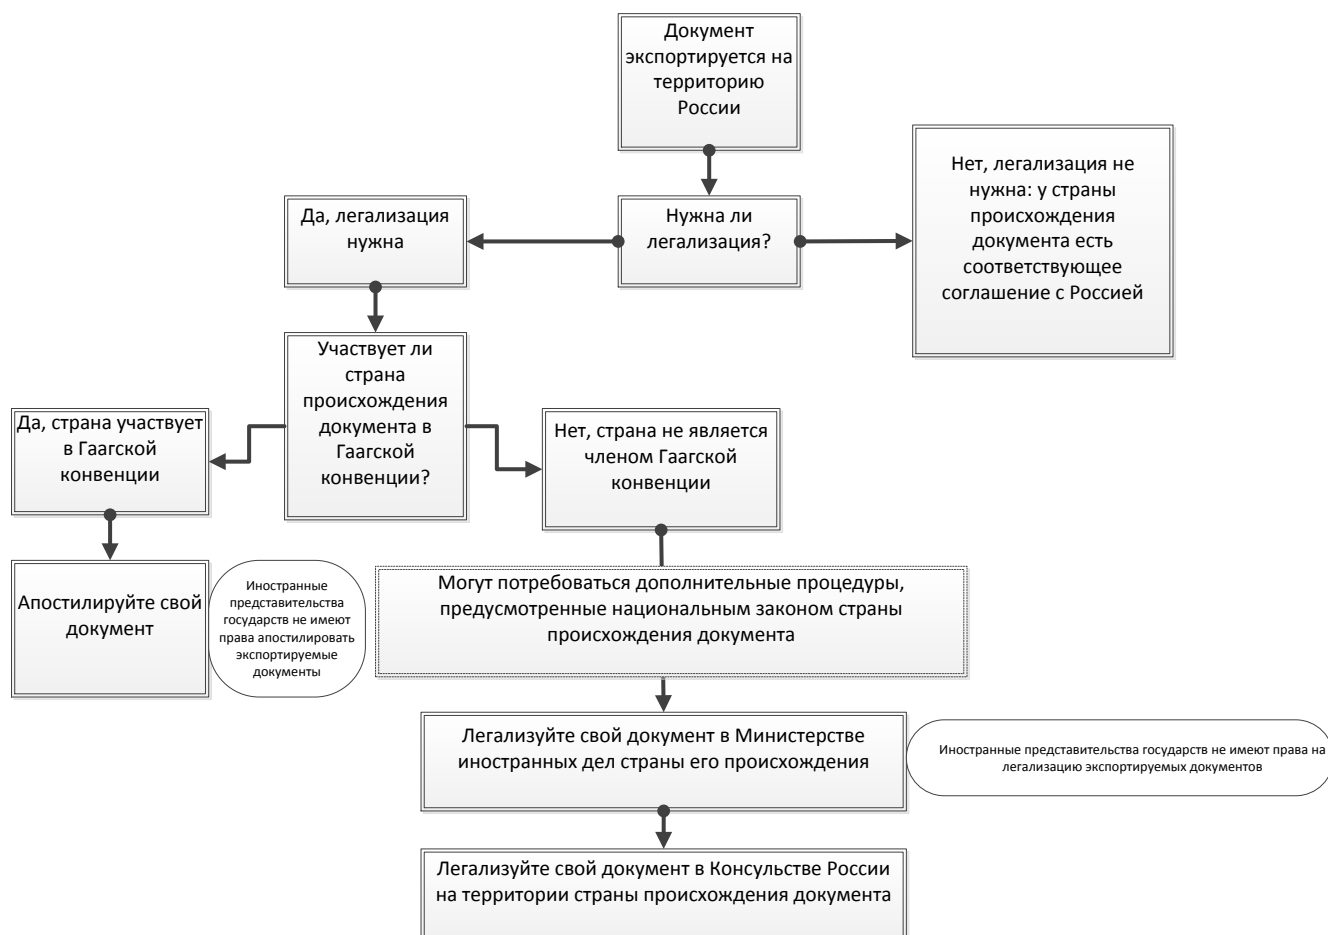 Документ
экспортируется на
территорию
России
Нет, легализация не
нужна: у страны
происхождения
документа есть
соответствующее
соглашение с Россией
Да, легализация
нужна
Нужна ли
легализация?
Участвует ли
страна
происхождения
документа в
Гаагской
конвенции?
Да, страна участвует
в Гаагской
конвенции
Нет, страна не является
членом Гаагской
конвенции
Апостилируйте свой
документ
Иностранные
представительства
государств не имеют
права апостилировать
экспортируемые
документы
Могут потребоваться дополнительные процедуры,
предусмотренные национальным законом страны
происхождения документа
Легализуйте свой документ в Министерстве
иностранных дел страны его происхождения
Иностранные представительства государств не имеют права на
легализацию экспортируемых документов
Легализуйте свой документ в Консульстве России
на территории страны происхождения документа